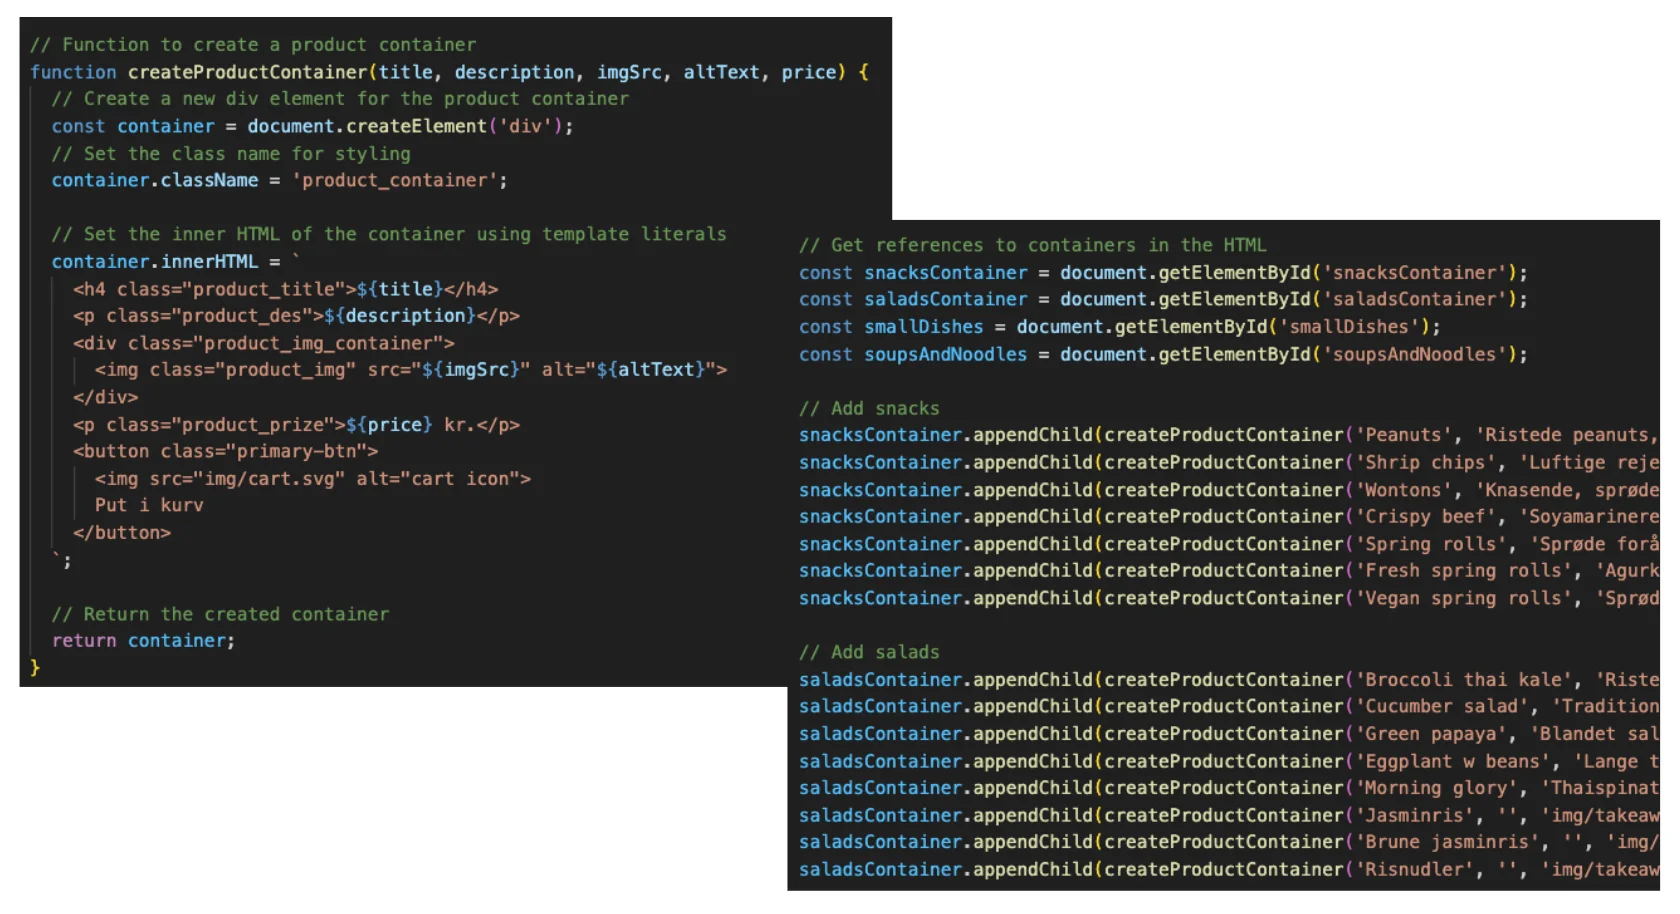 // Function to create a product container
function createProductContainer(title, description, imgSrc, altText, price) {
// Create a new div element for the product container
const container = document.createElement('div');
// Set the class name for styling
container.className = 'product_container';
// Set the inner HTML of the container using template literals
container.innerHTML = `
<h4 class="product_title">${title}</h4>
<p class="product_des">${description}</p>
<div class="product_img_container">
<img class="product_img" src="${imgSrc}" alt="${altText}">
</div>
<p class="product_prize">${price} kr.</p>
<button class="primary-btn">
<img src="img/cart.svg" alt="cart icon">
Put i kurv
</button>
`;
// Return the created container
return container;
}
// Get references to containers in the HTML
const snacksContainer = document.getElementById('snacksContainer');
const saladsContainer = document.getElementById('saladsContainer');
const smallDishes = document.getElementById('smallDishes');
const soupsAndNoodles = document.getElementById('soupsAndNoodles');
// Add snacks
snacksContainer.appendChild(createProductContainer('Peanuts', 'Ristede peanuts,
snacksContainer.appendChild(createProductContainer('Shrip chips', 'Luftige reje
snacksContainer.appendChild(createProductContainer('Wontons', 'Knasende, sprøde
snacksContainer.appendChild(createProductContainer('Crispy beef', 'Soyamarinere
snacksContainer.appendChild(createProductContainer('Spring rolls', 'Sprøde forå
snacksContainer.appendChild(createProductContainer('Fresh spring rolls', 'Agurk
snacksContainer.appendChild(createProductContainer('Vegan spring rolls', 'Sprød
// Add salads
saladsContainer.appendChild(createProductContainer('Broccoli thai kale', 'Riste
saladsContainer.appendChild(createProductContainer('Cucumber salad', 'Tradition
saladsContainer.appendChild(createProductContainer('Green papaya', 'Blandet sal
saladsContainer.appendChild(createProductContainer('Eggplant w beans', 'Lange t
saladsContainer.appendChild(createProductContainer('Morning glory', 'Thaispinat
saladsContainer.appendChild(createProductContainer('Jasminris', '', 'img/takeaw
saladsContainer.appendChild(createProductContainer('Brune jasminris', '', 'img/
saladsContainer.appendChild(createProductContainer('Risnudler', '', 'img/takeaw